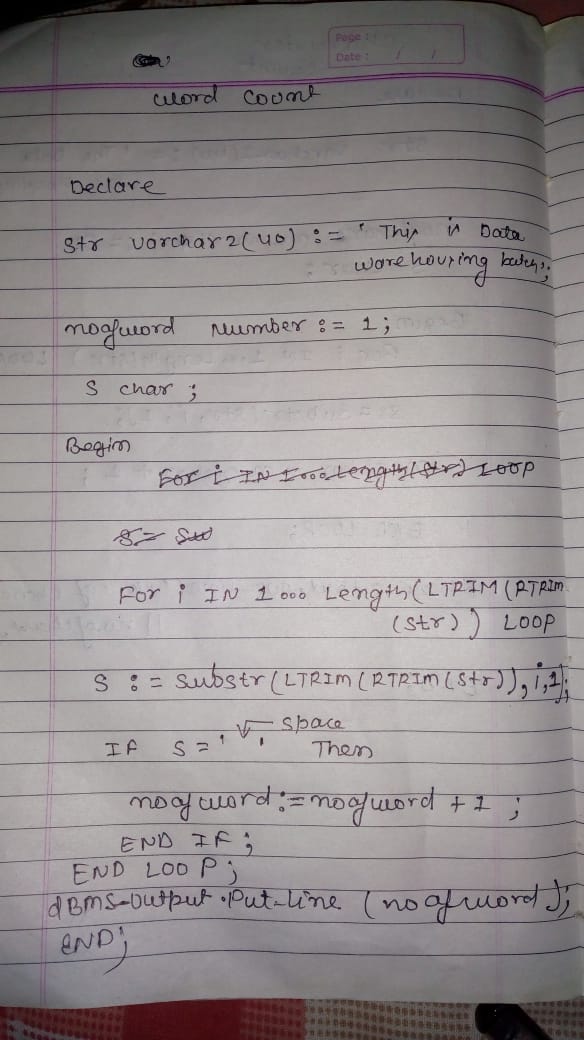 Page :
Date : / /
word count
Declare
Str varchar2(40) := ' This is Data
warehousing batch';
noofword Number := 1;
S char ;
Begin
For i IN 1...Length(str) LOOP
S =
For i IN 1... Length(LTRIM(RTRIM
(str)) LOOP
S := Substr(LTRIM(RTRIM(Str)),i,1);
IF S = ' ' space
Then
noofword := noofword + 1 ;
END IF ;
END LOOP ;
dBMS-Output.Put-Line (noofword);
END;